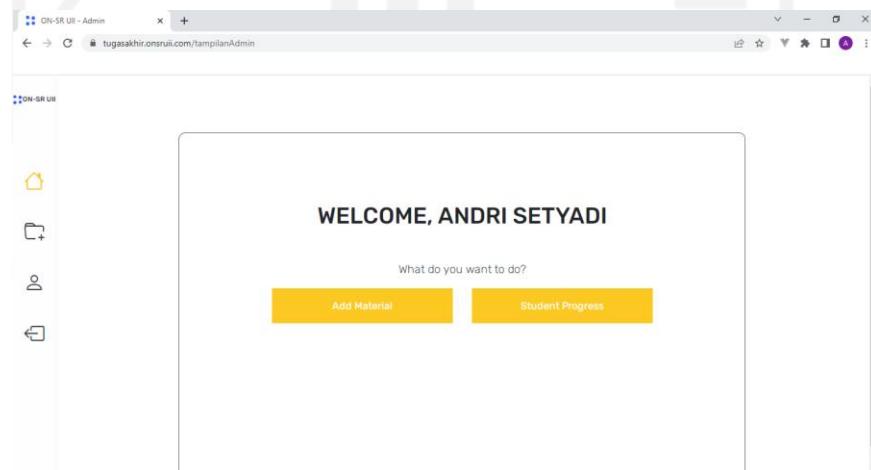 ON-SR UII - Admin
tugasakhir.onsruii.com/tampilanAdmin
A
ON-SR UII
WELCOME, ANDRI SETYADI
What do you want to do?
Add Material
Student Progress